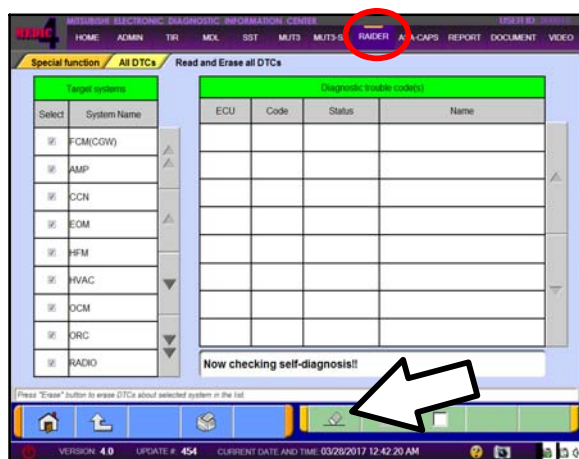 MITSUBISHI ELECTRONIC DIAGNOSTIC INFORMATION CENTER USER ID:
MEDIC 4 HOME ADMIN TIR MDL SST MUT3 MUT3-S RAIDER REPORT DOCUMENT VIDEO
Special function All DTCs Read and Erase all DTCs
Target systems Diagnostic trouble code(s)
Select System Name ECU Code Status Name
FCM(CGW)
AMP
CCN
EOM
HFM
HVAC
OCM
ORC
RADIO Now checking self-diagnosis!!
Press "Erase" button to erase DTCs about selected system in the list
VERSION: 4.0 UPDATE #: 454 CURRENT DATE AND TIME: 03/28/2017 12:42:20 AM